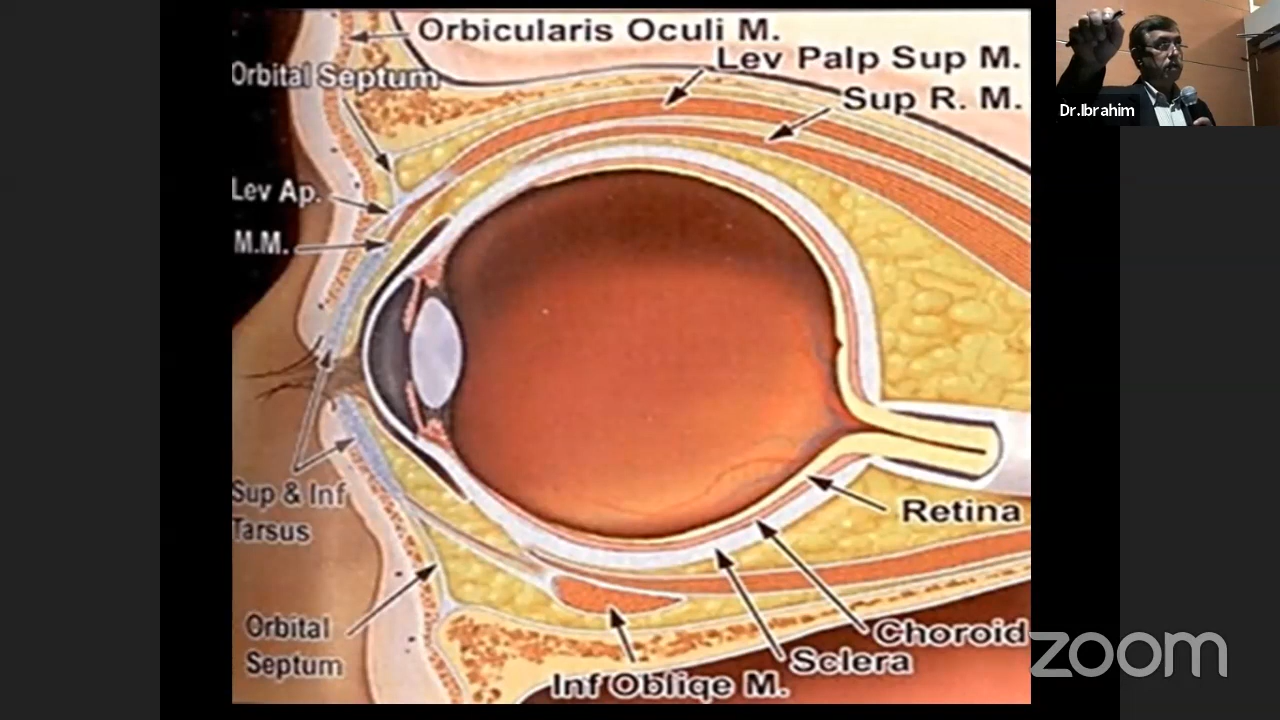 Orbicularis Oculi M.
Lev Palp Sup M.
Orbital Septum
Sup R. M.
Dr.Ibrahim
Lev Ap.
M.M.
Sup & Inf
Tarsus
Retina
Orbital
Septum
Choroid
Sclera
Inf Obliqe M.
zoom